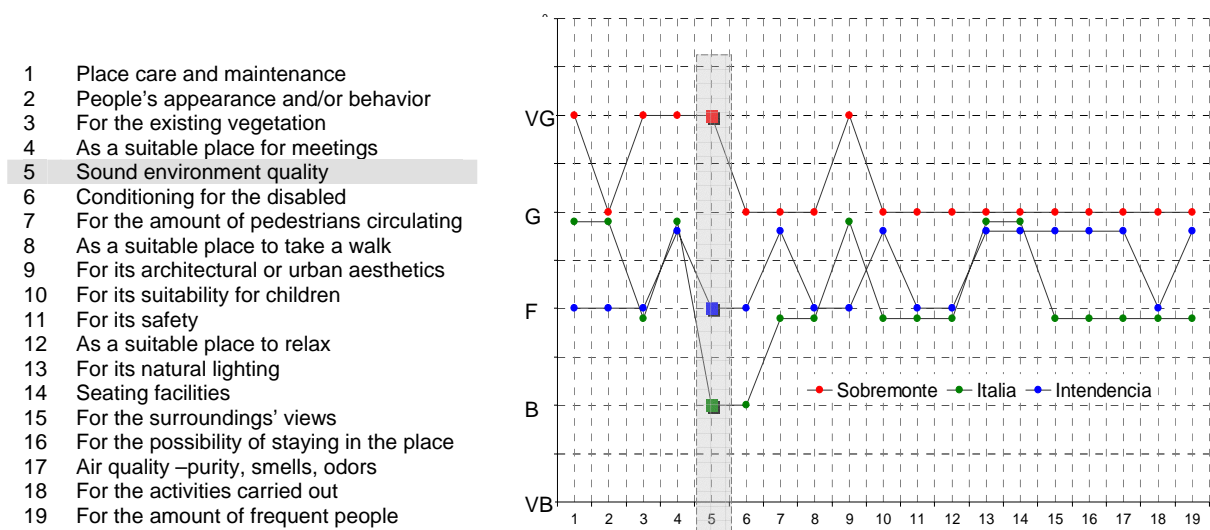 1 Place care and maintenance
2 People's appearance and/or behavior
3 For the existing vegetation
4 As a suitable place for meetings
5 Sound environment quality
6 Conditioning for the disabled
7 For the amount of pedestrians circulating
8 As a suitable place to take a walk
9 For its architectural or urban aesthetics
10 For its suitability for children
11 For its safety
12 As a suitable place to relax
13 For its natural lighting
14 Seating facilities
15 For the surroundings' views
16 For the possibility of staying in the place
17 Air quality –purity, smells, odors
18 For the activities carried out
19 For the amount of frequent people
VG
G
F
B
VB
Sobremonte Italia Intendencia
1 2 3 4 5 6 7 8 9 10 11 12 13 14 15 16 17 18 19